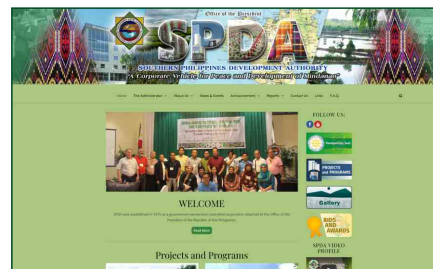 Office of the President
SPDA
SOUTHERN PHILIPPINES DEVELOPMENT AUTHORITY
"A Corporate Vehicle for Peace and Development of Mindanao"
Home The Administrator About Us News & Events Announcement Reports Contact Us Links F.A.Q.
FOLLOW US:
PROJECTS
and PROGRAMS
Gallery
BIDS
AND
AWARDS
WELCOME
SPDA was established in 1975 as a government-owned and controlled corporation attached to the Office of the
President of the Republic of the Philippines.
Read More
SPDA VIDEO
PROFILE
Projects and Programs